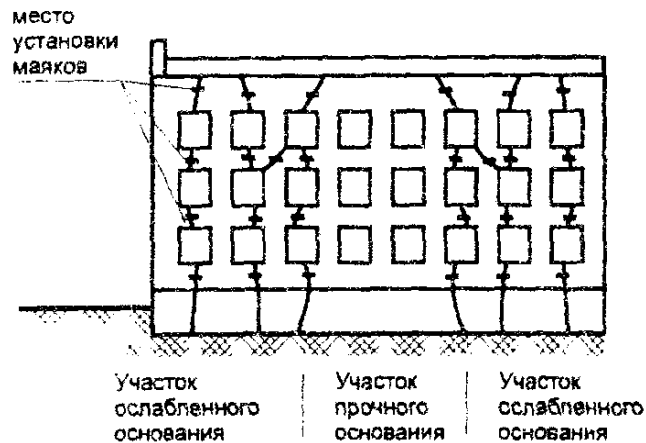 место
установки
маяков
Участок
ослабленного
основания
Участок
прочного
основания
Участок
ослабленного
основания